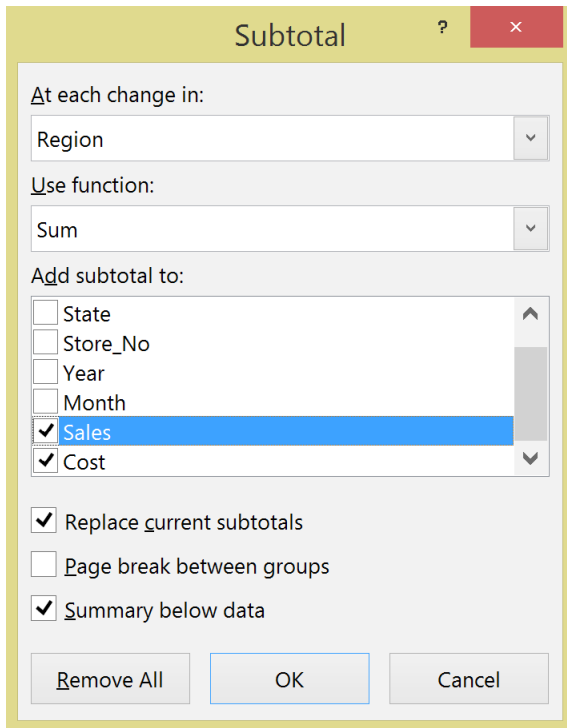 Subtotal ?
At each change in:
Region
Use function:
Sum
Add subtotal to:
State
Store_No
Year
Month
Sales
Cost
Replace current subtotals
Page break between groups
Summary below data
Remove All OK Cancel